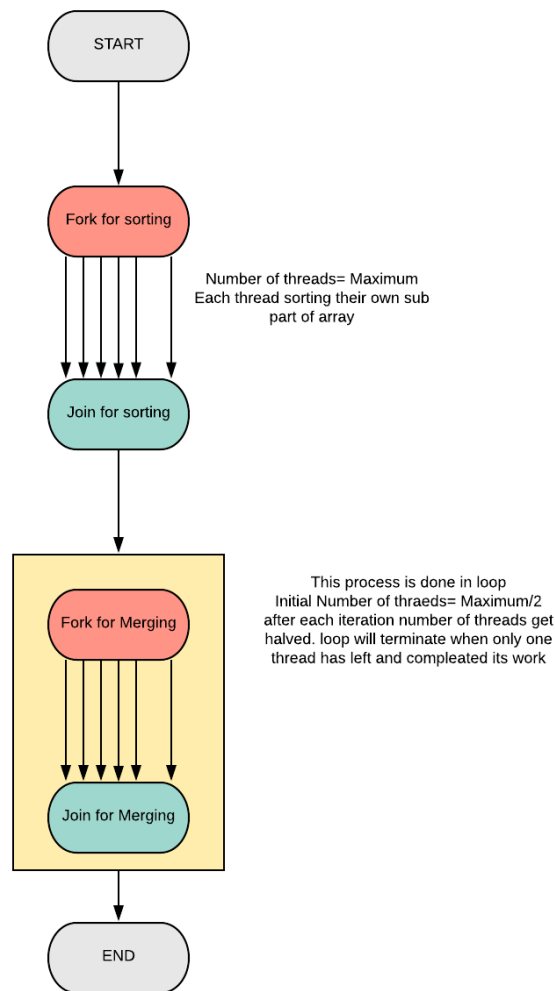 START
Fork for sorting
Number of threads= Maximum
Each thread sorting their own sub
part of array
Join for sorting
This process is done in loop
Initial Number of thraeds= Maximum/2
after each iteration number of threads get
halved. loop will terminate when only one
thread has left and compleated its work
Fork for Merging
Join for Merging
END